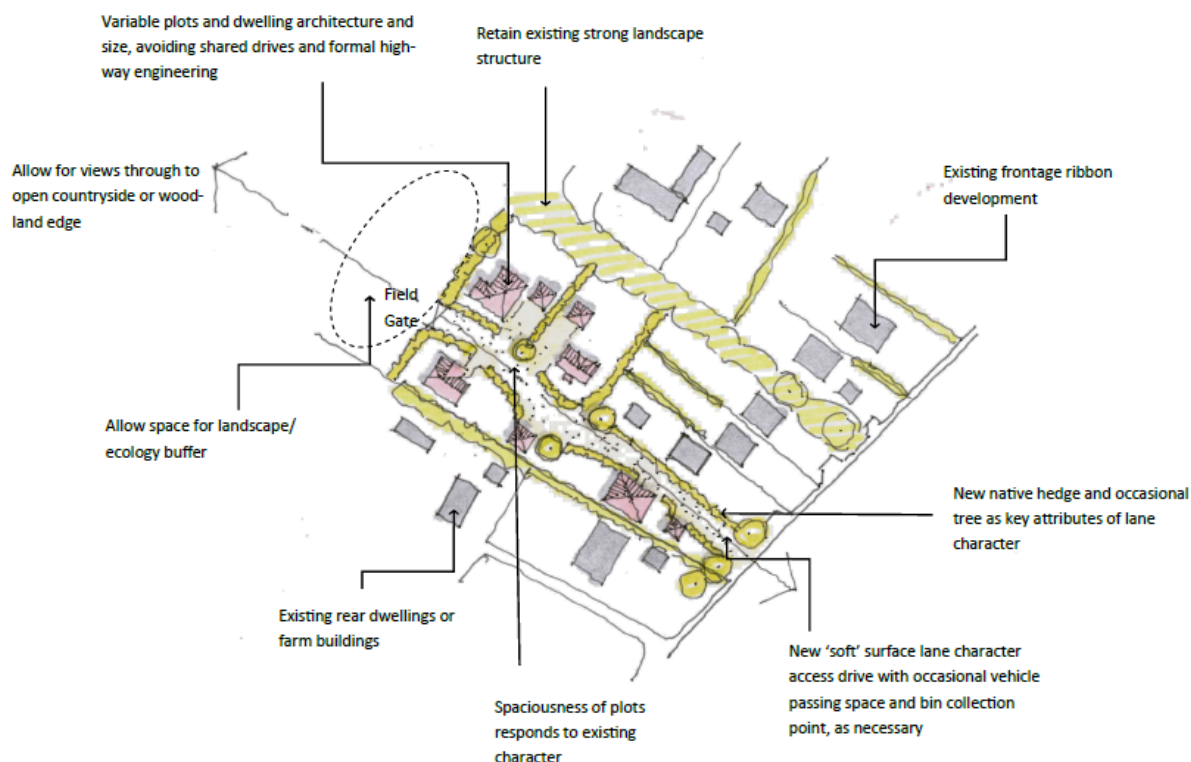 Variable plots and dwelling architecture and
size, avoiding shared drives and formal high-
way engineering
Retain existing strong landscape
structure
Allow for views through to
open countryside or wood-
land edge
Existing frontage ribbon
development
Field
Gate
Allow space for landscape/
ecology buffer
New native hedge and occasional
tree as key attributes of lane
character
Existing rear dwellings or
farm buildings
New ‘soft’ surface lane character
access drive with occasional vehicle
passing space and bin collection
point, as necessary
Spaciousness of plots
responds to existing
character